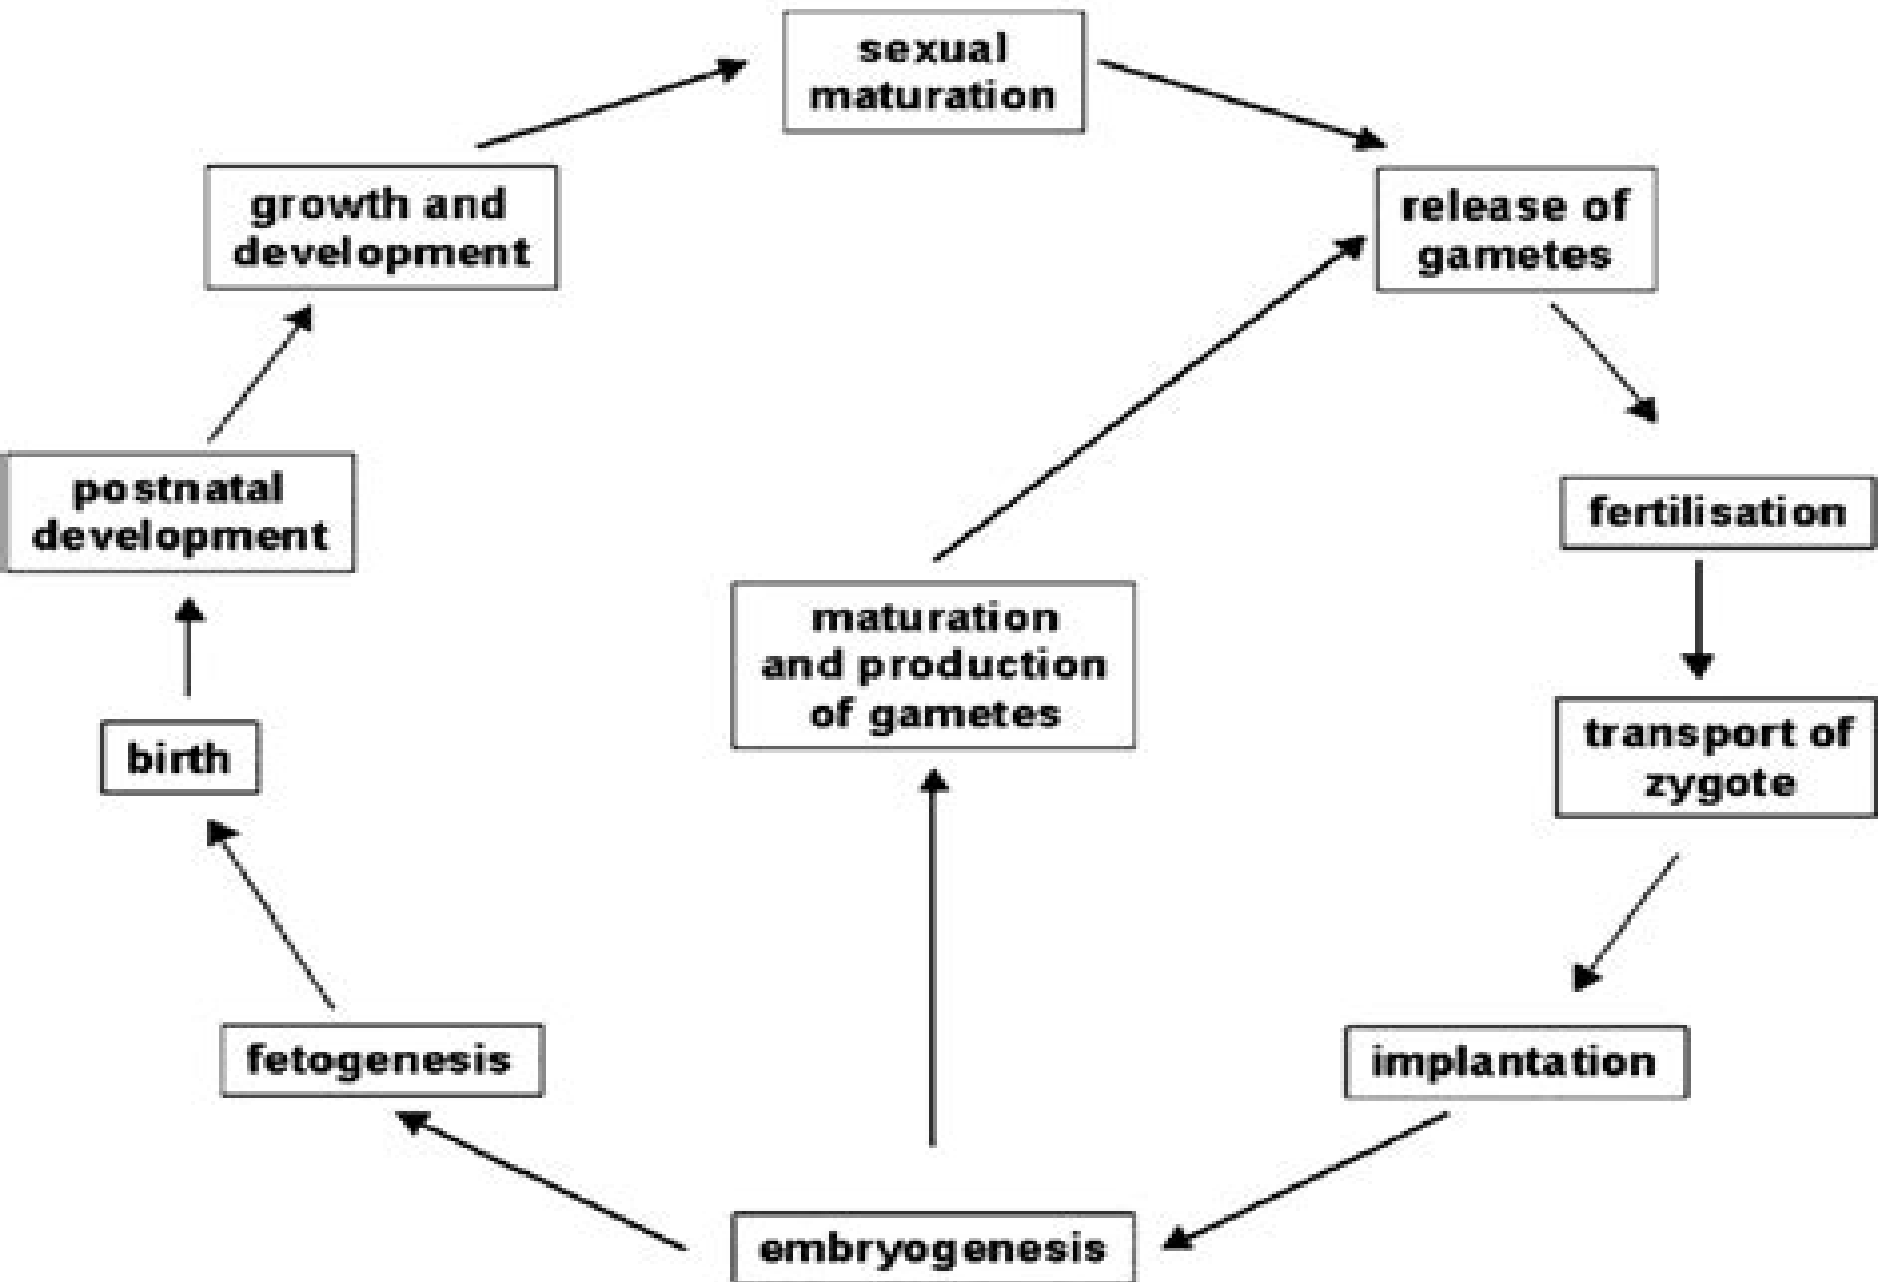 sexual
maturation
release of
gametes
fertilisation
transport of
zygote
implantation
embryogenesis
fetogenesis
birth
postnatal
development
growth and
development
maturation
and production
of gametes